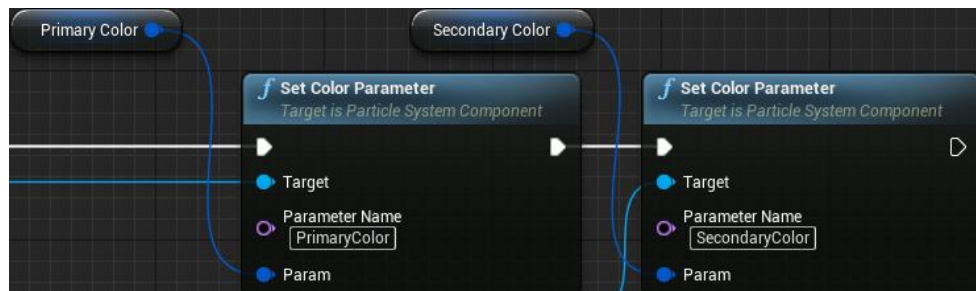 Primary Color
Secondary Color
Set Color Parameter
Target is Particle System Component
Target
Parameter Name
PrimaryColor
Param
Set Color Parameter
Target is Particle System Component
Target
Parameter Name
SecondaryColor
Param